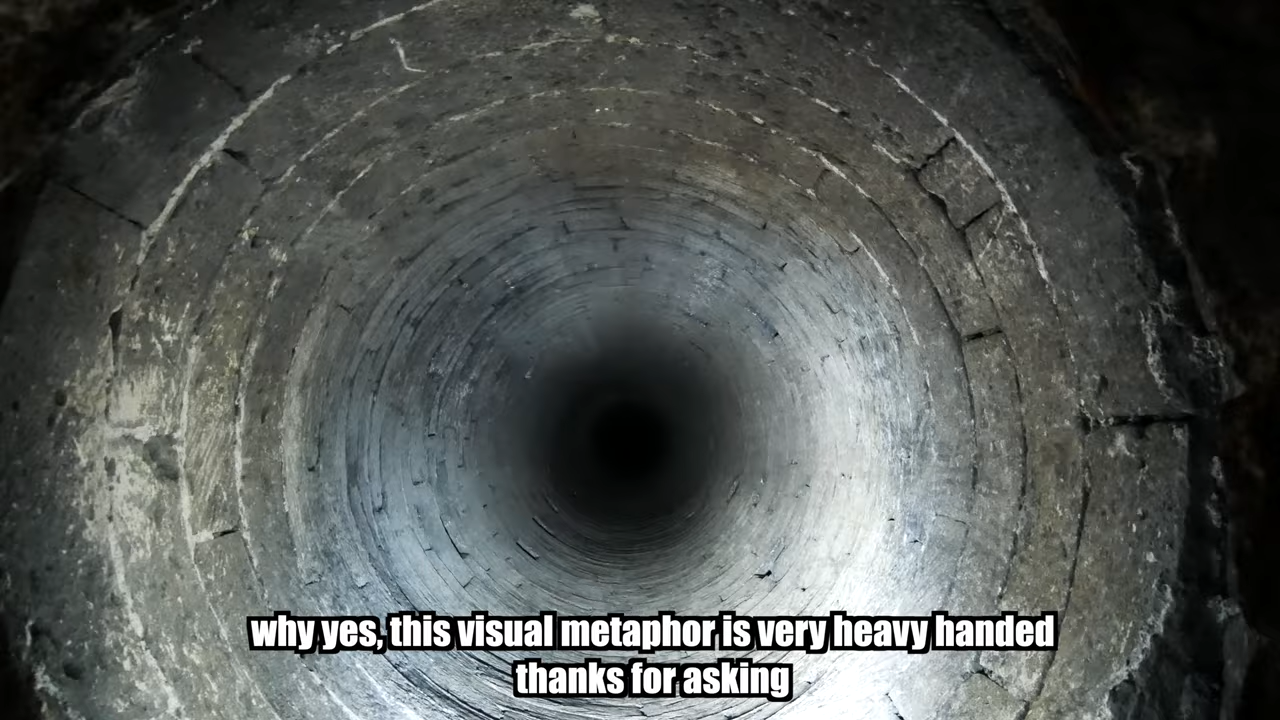 why yes, this visual metaphor is very heavy handed
thanks for asking